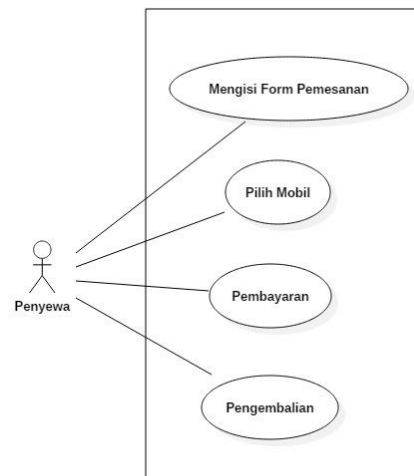 Mengisi Form Pemesanan
Pilih Mobil
Penyewa
Pembayaran
Pengembalian